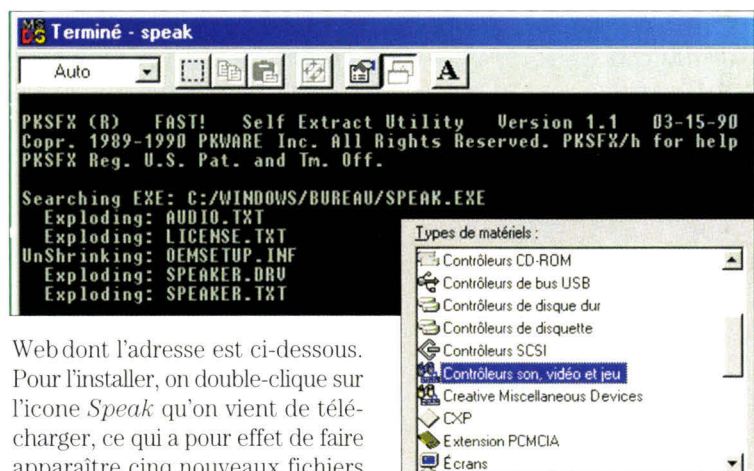 Terminé - speak
Auto
A
PKSFX (R) FAST! Self Extract Utility Version 1.1 03-15-90
Copr. 1989-1990 PKWARE Inc. All Rights Reserved. PKSFX/h for help
PKSFX Reg. U.S. Pat. and Tm. Off.
Searching EXE: C:/WINDOWS/BUREAU/SPEAK.EXE
Exploding: AUDIO.TXT
Exploding: LICENSE.TXT
UnShrinking: OEMSETUP.INF
Exploding: SPEAKER.DRV
Exploding: SPEAKER.TXT
Types de matériels :
Contrôleurs CD-ROM
Contrôleurs de bus USB
Contrôleurs de disque dur
Contrôleurs de disquette
Contrôleurs SCSI
Contrôleurs son, vidéo et jeu
Creative Miscellaneous Devices
CXP
Extension PCMCIA
Écrans
Web dont l'adresse est ci-dessous.
Pour l'installer, on double-clique sur
l'icone Speak qu'on vient de télé-
charger, ce qui a pour effet de faire
apparaître cinq nouveaux fichiers